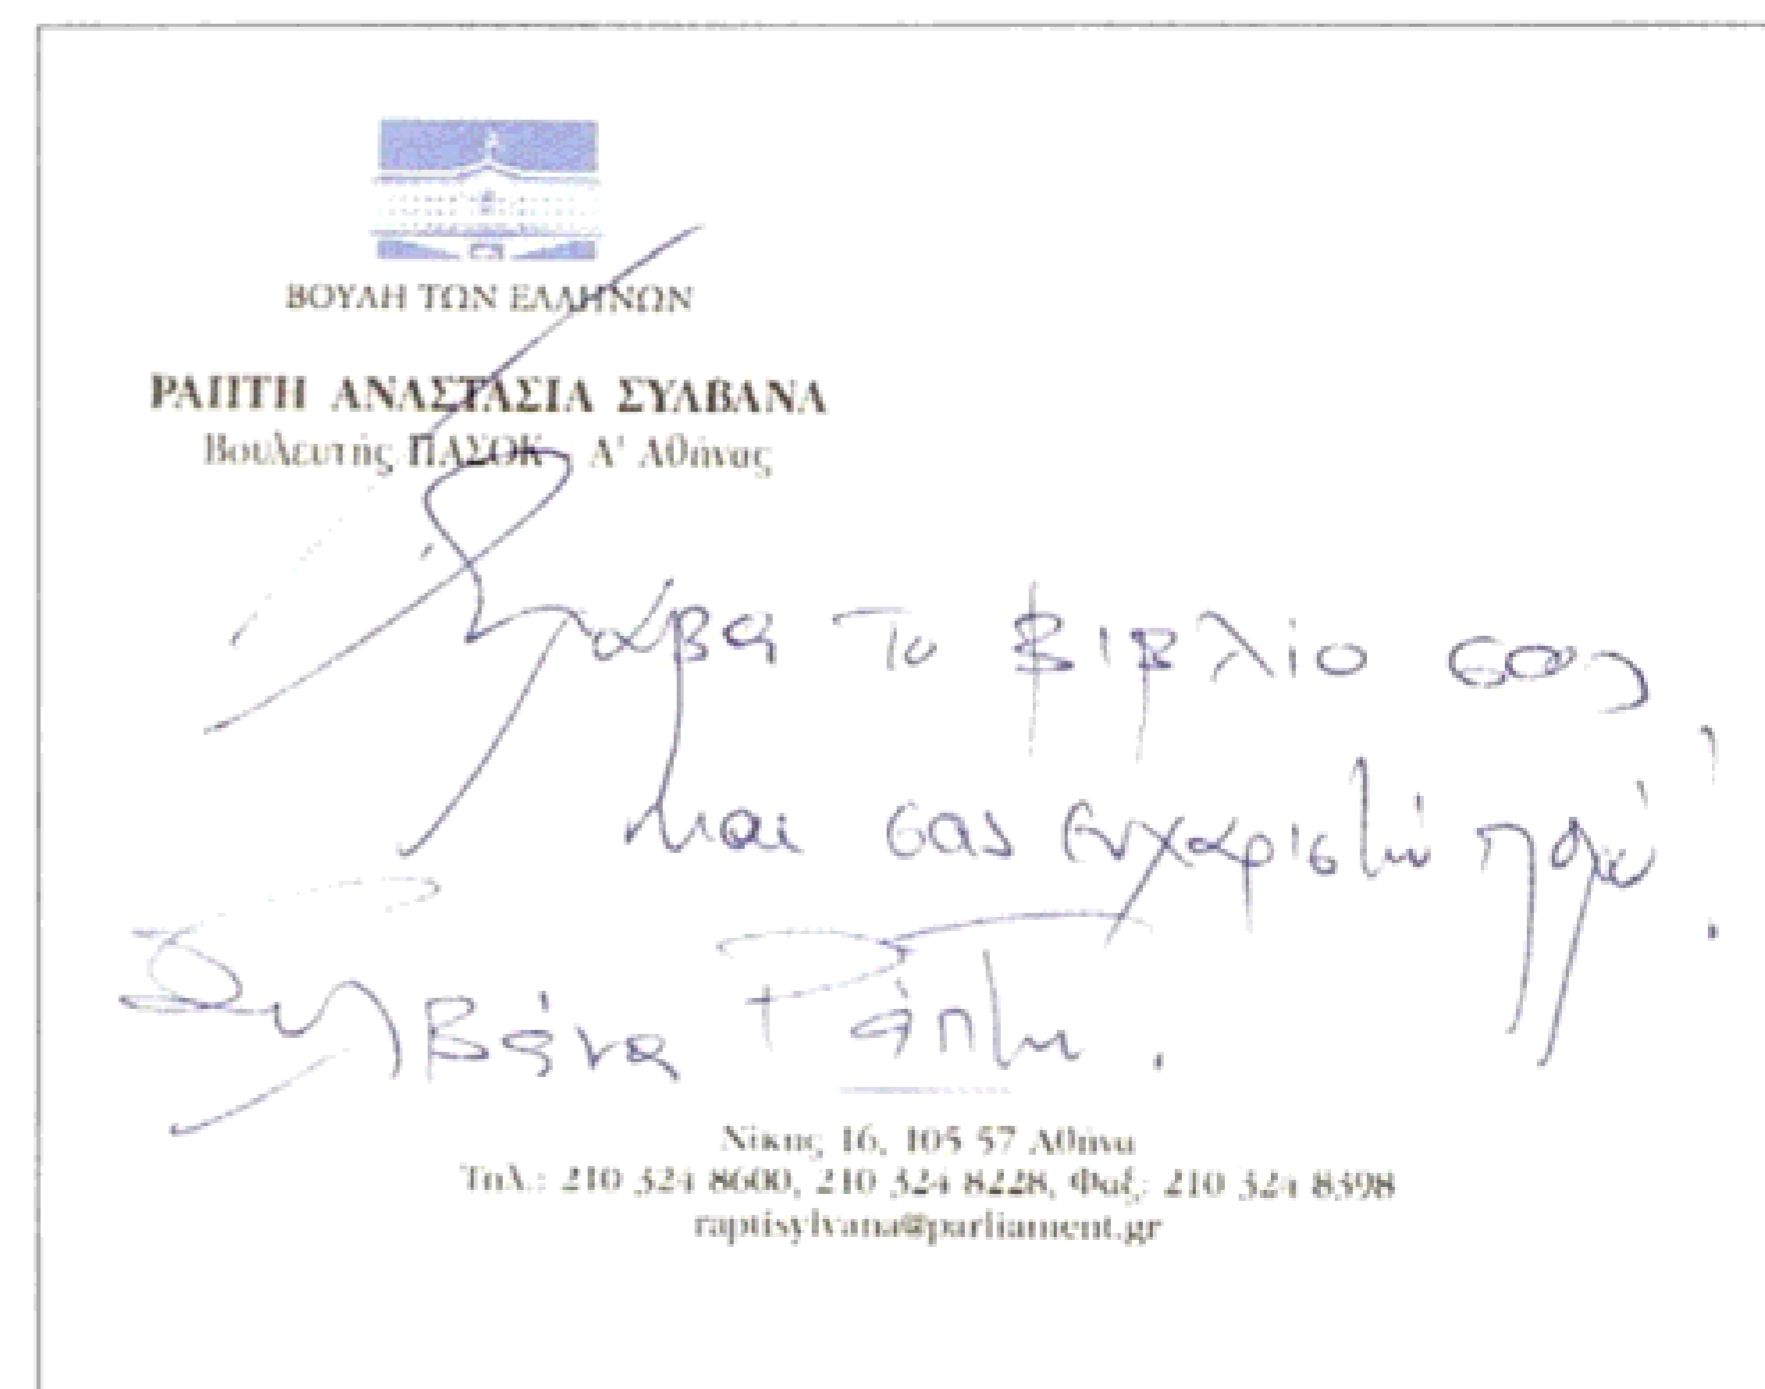 ΒΟΥΛΗ ΤΩΝ ΕΛΛΗΝΩΝ
ΡΑΠΤΗ ΑΝΑΣΤΑΣΙΑ ΣΥΛΒΑΝΑ
Βουλευτής ΠΑΣΟΚ - Α' Αθήνας
Έλαβα το βιβλίο σας
και σας ευχαριστώ πολύ!
Συλβάνα Ράπτη.
Νίκης 16, 105 57 Αθήνα
Τηλ.: 210 324 8600, 210 324 8228, Φαξ: 210 324 8398
raptisylvana@parliament.gr